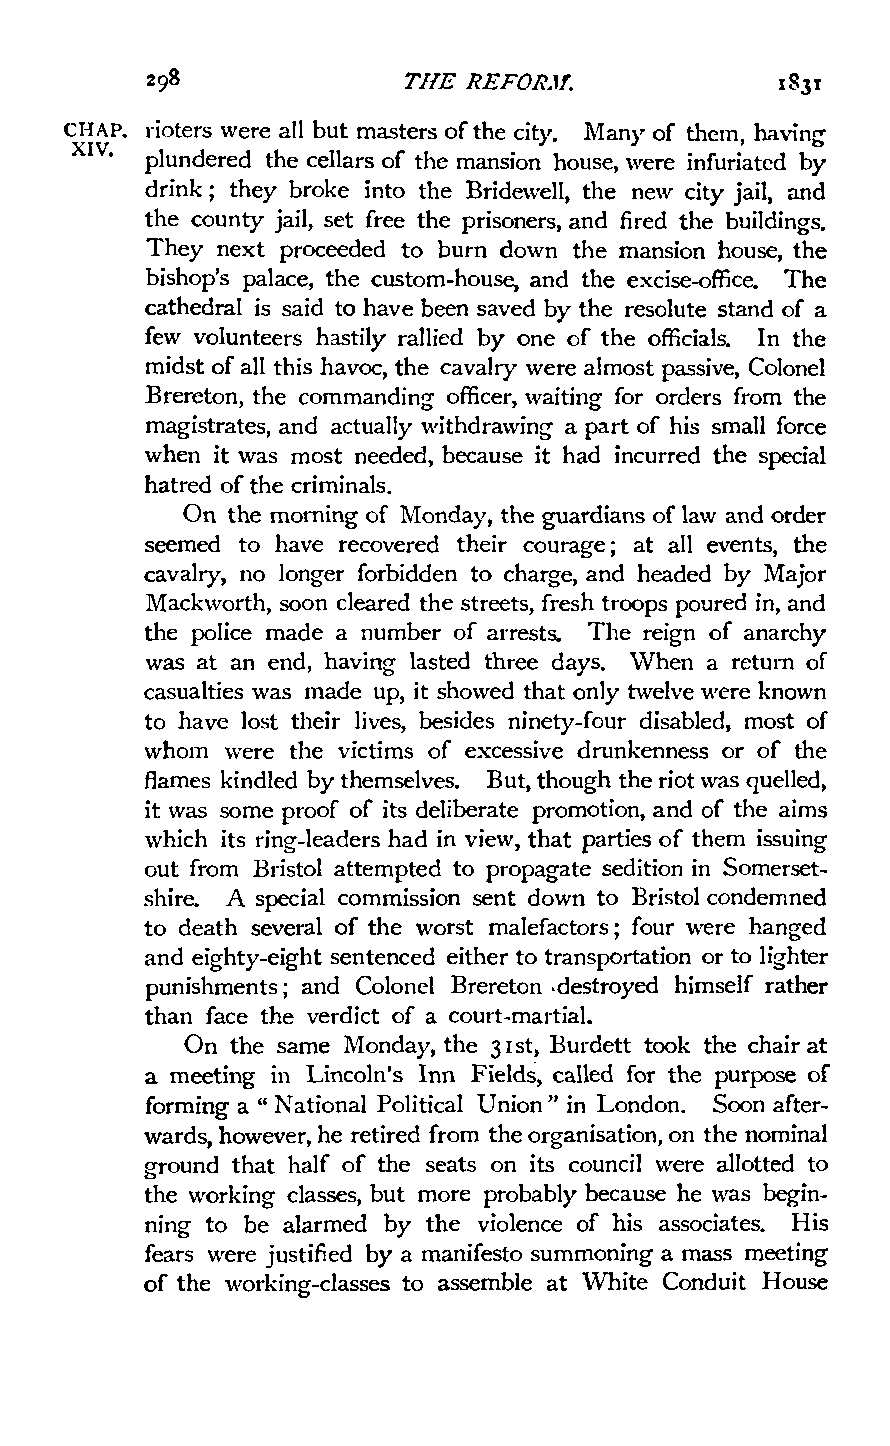 298 THE REFORM. 1831
CHAP. XIV.
rioters were all but masters of the city. Many of them, having
plundered the cellars of the mansion house, were infuriated by
drink; they broke into the Bridewell, the new city jail, and
the county jail, set free the prisoners, and fired the buildings.
They next proceeded to burn down the mansion house, the
bishop's palace, the custom-house, and the excise-office. The
cathedral is said to have been saved by the resolute stand of a
few volunteers hastily rallied by one of the officials. In the
midst of all this havoc, the cavalry were almost passive, Colonel
Brereton, the commanding officer, waiting for orders from the
magistrates, and actually withdrawing a part of his small force
when it was most needed, because it had incurred the special
hatred of the criminals.
On the morning of Monday, the guardians of law and order
seemed to have recovered their courage; at all events, the
cavalry, no longer forbidden to charge, and headed by Major
Mackworth, soon cleared the streets, fresh troops poured in, and
the police made a number of arrests. The reign of anarchy
was at an end, having lasted three days. When a return of
casualties was made up, it showed that only twelve were known
to have lost their lives, besides ninety-four disabled, most of
whom were the victims of excessive drunkenness or of the
flames kindled by themselves. But, though the riot was quelled,
it was some proof of its deliberate promotion, and of the aims
which its ring-leaders had in view, that parties of them issuing
out from Bristol attempted to propagate sedition in Somerset-
shire. A special commission sent down to Bristol condemned
to death several of the worst malefactors; four were hanged
and eighty-eight sentenced either to transportation or to lighter
punishments; and Colonel Brereton destroyed himself rather
than face the verdict of a court-martial.
On the same Monday, the 31st, Burdett took the chair at
a meeting in Lincoln's Inn Fields, called for the purpose of
forming a "National Political Union" in London. Soon after-
wards, however, he retired from the organisation, on the nominal
ground that half of the seats on its council were allotted to
the working classes, but more probably because he was begin-
ning to be alarmed by the violence of his associates. His
fears were justified by a manifesto summoning a mass meeting
of the working-classes to assemble at White Conduit House